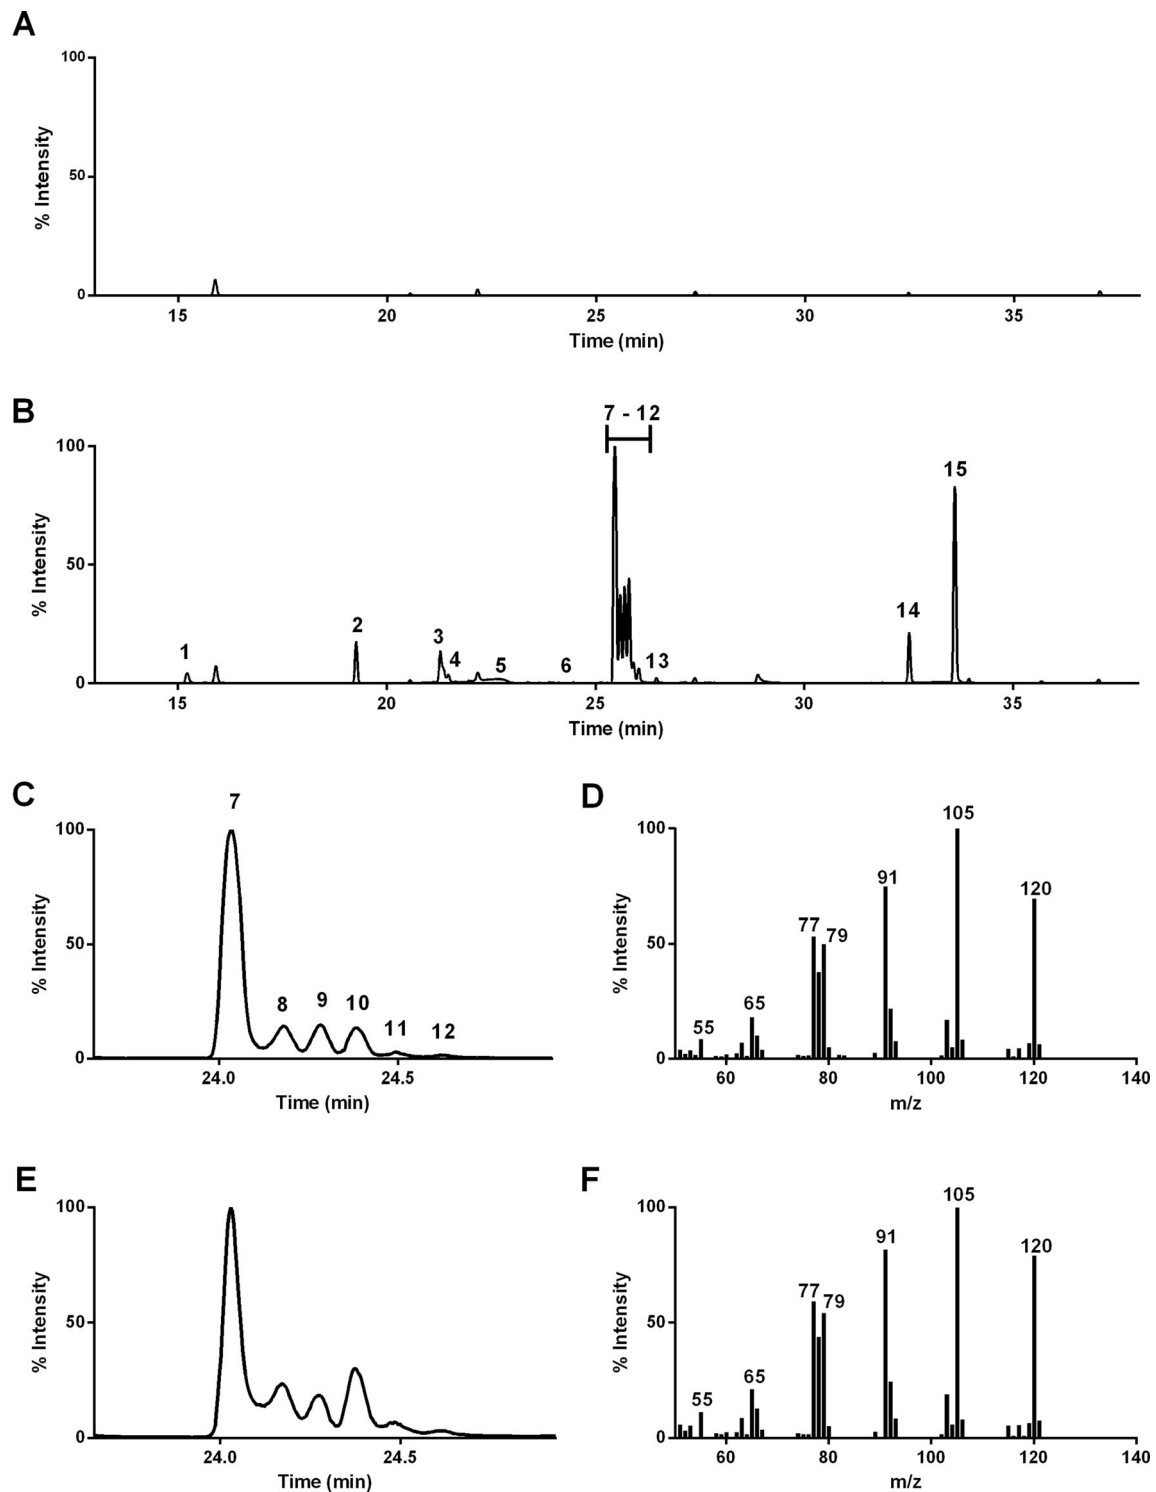 A
100
50
0
% Intensity
15 20 25 30 35
Time (min)
B
7 - 12
100
50
0
% Intensity
1
2
3
4
5
6
13
14
15
15 20 25 30 35
Time (min)
C
7
100
50
0
% Intensity
8
9
10
11
12
24.0 24.5
Time (min)
D
105
100
50
0
% Intensity
91
120
77
79
65
55
60 80 100 120 140
m/z
E
100
50
0
% Intensity
24.0 24.5
Time (min)
F
105
100
50
0
% Intensity
91
120
77
79
65
55
60 80 100 120 140
m/z